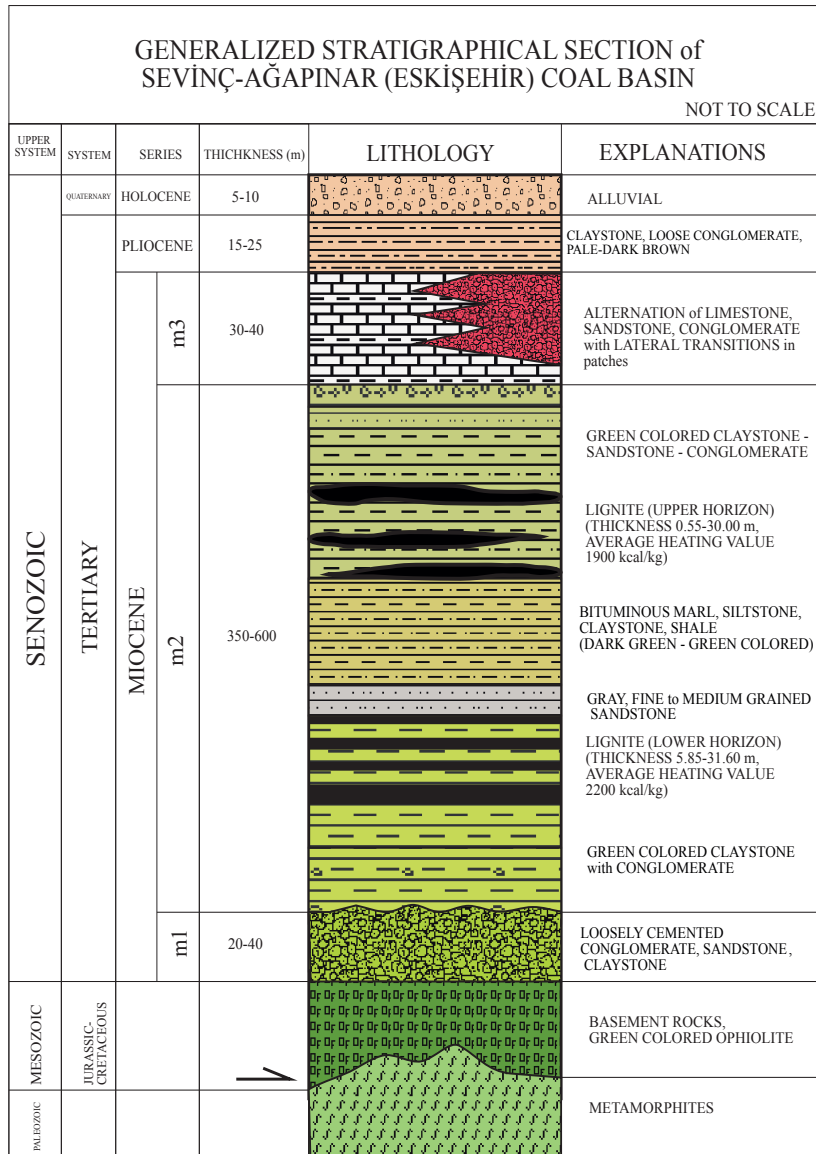 GENERALIZED STRATIGRAPHICAL SECTION of
SEVİNÇ-AĞAPINAR (ESKİŞEHİR) COAL BASIN
NOT TO SCALE
UPPER
SYSTEM
SYSTEM
SERIES
THICHKNESS (m)
LITHOLOGY
EXPLANATIONS
SENOZOIC
QUATERNARY
HOLOCENE
5-10
ALLUVIAL
TERTIARY
PLIOCENE
15-25
CLAYSTONE, LOOSE CONGLOMERATE,
PALE-DARK BROWN
MIOCENE
m3
30-40
ALTERNATION of LIMESTONE,
SANDSTONE, CONGLOMERATE
with LATERAL TRANSITIONS in
patches
m2
350-600
GREEN COLORED CLAYSTONE -
SANDSTONE - CONGLOMERATE
LIGNITE (UPPER HORIZON)
(THICKNESS 0.55-30.00 m,
AVERAGE HEATING VALUE
1900 kcal/kg)
BITUMINOUS MARL, SILTSTONE,
CLAYSTONE, SHALE
(DARK GREEN - GREEN COLORED)
GRAY, FINE to MEDIUM GRAINED
SANDSTONE
LIGNITE (LOWER HORIZON)
(THICKNESS 5.85-31.60 m,
AVERAGE HEATING VALUE
2200 kcal/kg)
GREEN COLORED CLAYSTONE
with CONGLOMERATE
m1
20-40
LOOSELY CEMENTED
CONGLOMERATE, SANDSTONE,
CLAYSTONE
MESOZOIC
JURASSIC-
CRETACEOUS
BASEMENT ROCKS,
GREEN COLORED OPHIOLITE
PALEOZOIC
METAMORPHITES